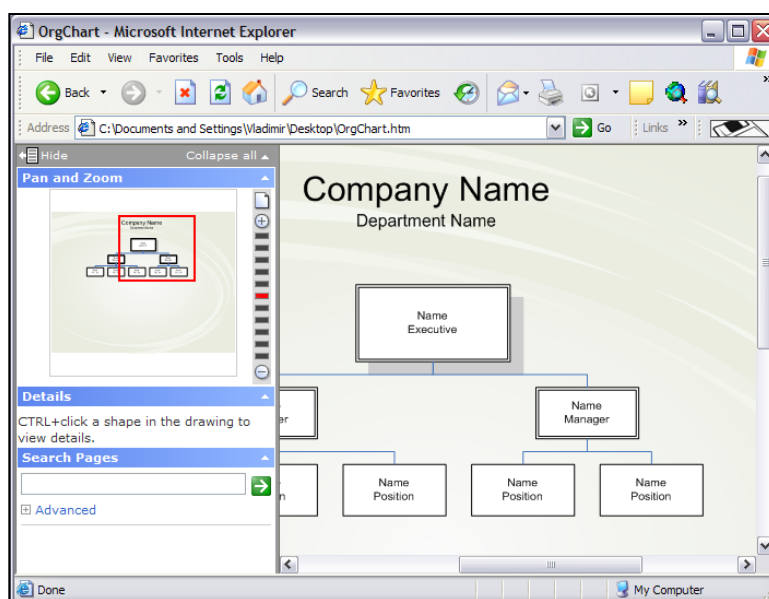 OrgChart - Microsoft Internet Explorer
File Edit View Favorites Tools Help
Back Search Favorites »
Address C:\Documents and Settings\Vladimir\Desktop\OrgChart.htm Go Links »
Hide Collapse all
Pan and Zoom
Company Name
Company Name
Department Name
Name
Executive
Details
CTRL+click a shape in the drawing to
view details.
Name
Manager
er
Search Pages
Name
Position
Name
Position
Name
Position
n
Advanced
Done My Computer